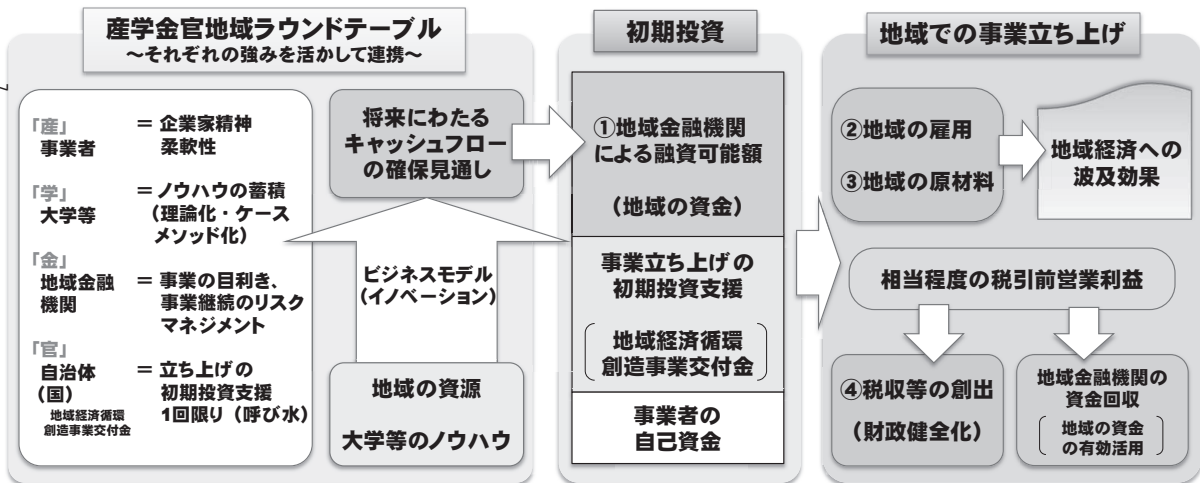 産学金官地域ラウンドテーブル
～それぞれの強みを活かして連携～
「産」
事業者
＝ 企業家精神
柔軟性
「学」
大学等
＝ ノウハウの蓄積
（理論化・ケース
メソッド化）
「金」
地域金融
機関
＝ 事業の目利き、
事業継続のリスク
マネジメント
「官」
自治体
（国）
地域経済循環
創造事業交付金
＝ 立ち上げの
初期投資支援
1回限り（呼び水）
将来にわたる
キャッシュフロー
の確保見通し
ビジネスモデル
（イノベーション）
地域の資源
大学等のノウハウ
初期投資
①地域金融機関
による融資可能額
（地域の資金）
事業立ち上げの
初期投資支援
地域経済循環
創造事業交付金
事業者の
自己資金
地域での事業立ち上げ
②地域の雇用
③地域の原材料
地域経済への
波及効果
相当程度の税引前営業利益
④税収等の創出
（財政健全化）
地域金融機関の
資金回収
地域の資金
の有効活用